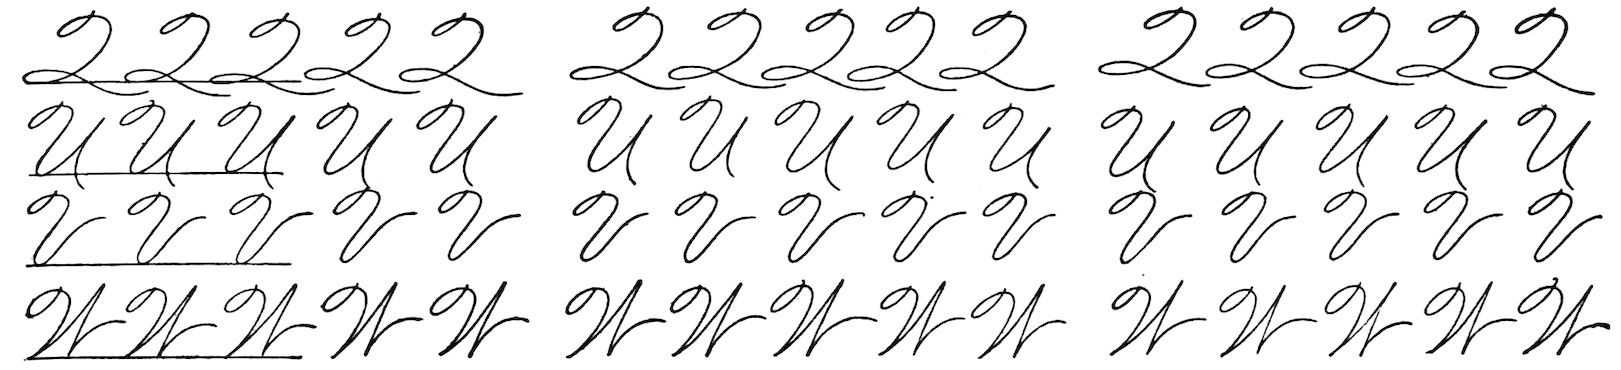 Q Q Q Q Q Q Q Q Q Q Q Q Q Q Q
U U U U U U U U U U U U U U U
V V V V V V V V V V V V V V V
W W W W W W W W W W W W W W W